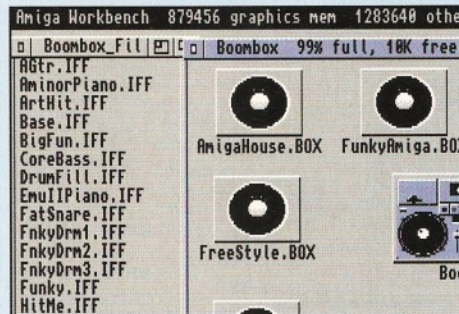 Amiga Workbench 879456 graphics mem 1283640 othe
Boombox_Fil
Boombox 99% full, 10K free
AGtr.IFF
AminorPiano.IFF
ArtHit.IFF
Base.IFF
BigFun.IFF
CoreBass.IFF
DrumFill.IFF
EmuIIPiano.IFF
FatSnare.IFF
FnkyDrm1.IFF
FnkyDrm2.IFF
FnkyDrm3.IFF
Funky.IFF
HitMe.IFF
AmigaHouse.BOX
FunkyAmiga.BO
FreeStyle.BOX
Boo